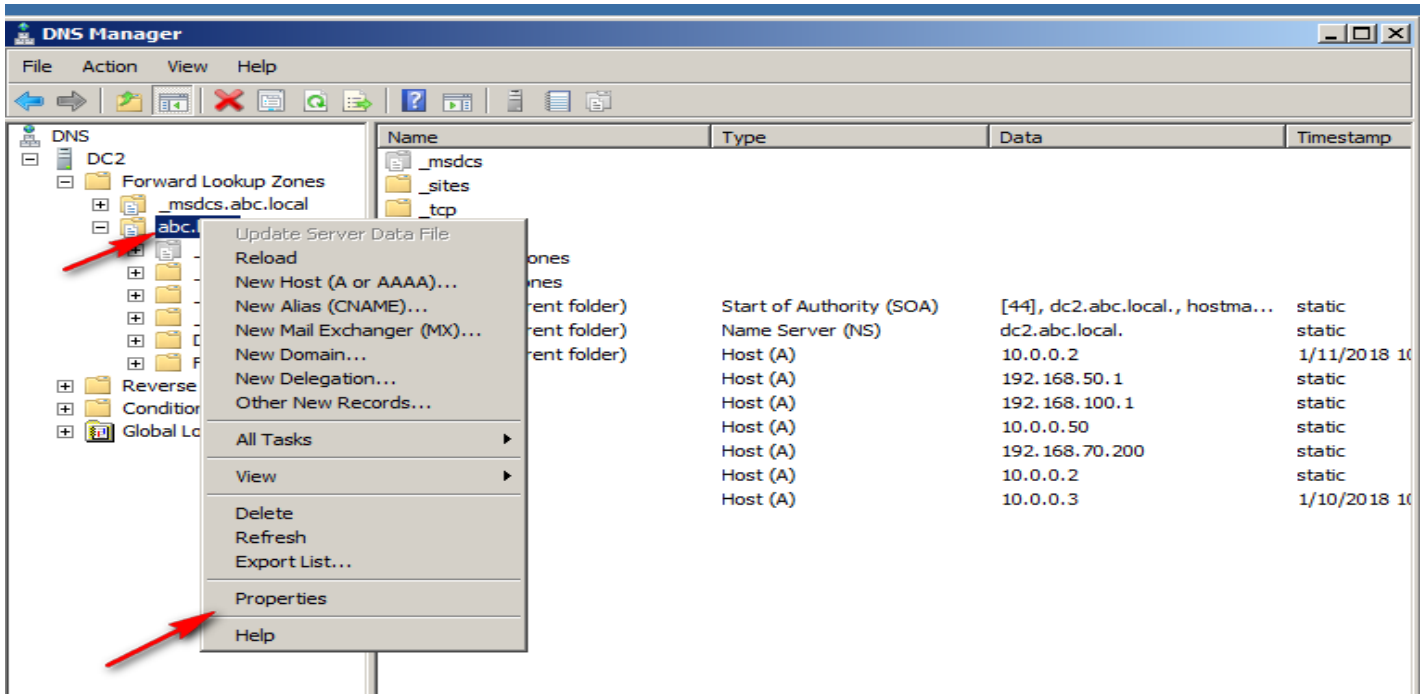 DNS Manager
File Action View Help
DNS
DC2
Forward Lookup Zones
_msdcs.abc.local
abc.l
Reverse
Condition
Global Lo
Name Type Data Timestamp
_msdcs
_sites
_tcp
ones
ones
rent folder) Start of Authority (SOA) [44], dc2.abc.local., hostma... static
rent folder) Name Server (NS) dc2.abc.local. static
rent folder) Host (A) 10.0.0.2 1/11/2018 10
Host (A) 192.168.50.1 static
Host (A) 192.168.100.1 static
Host (A) 10.0.0.50 static
Host (A) 192.168.70.200 static
Host (A) 10.0.0.2 static
Host (A) 10.0.0.3 1/10/2018 10
Update Server Data File
Reload
New Host (A or AAAA)...
New Alias (CNAME)...
New Mail Exchanger (MX)...
New Domain...
New Delegation...
Other New Records...
All Tasks
View
Delete
Refresh
Export List...
Properties
Help